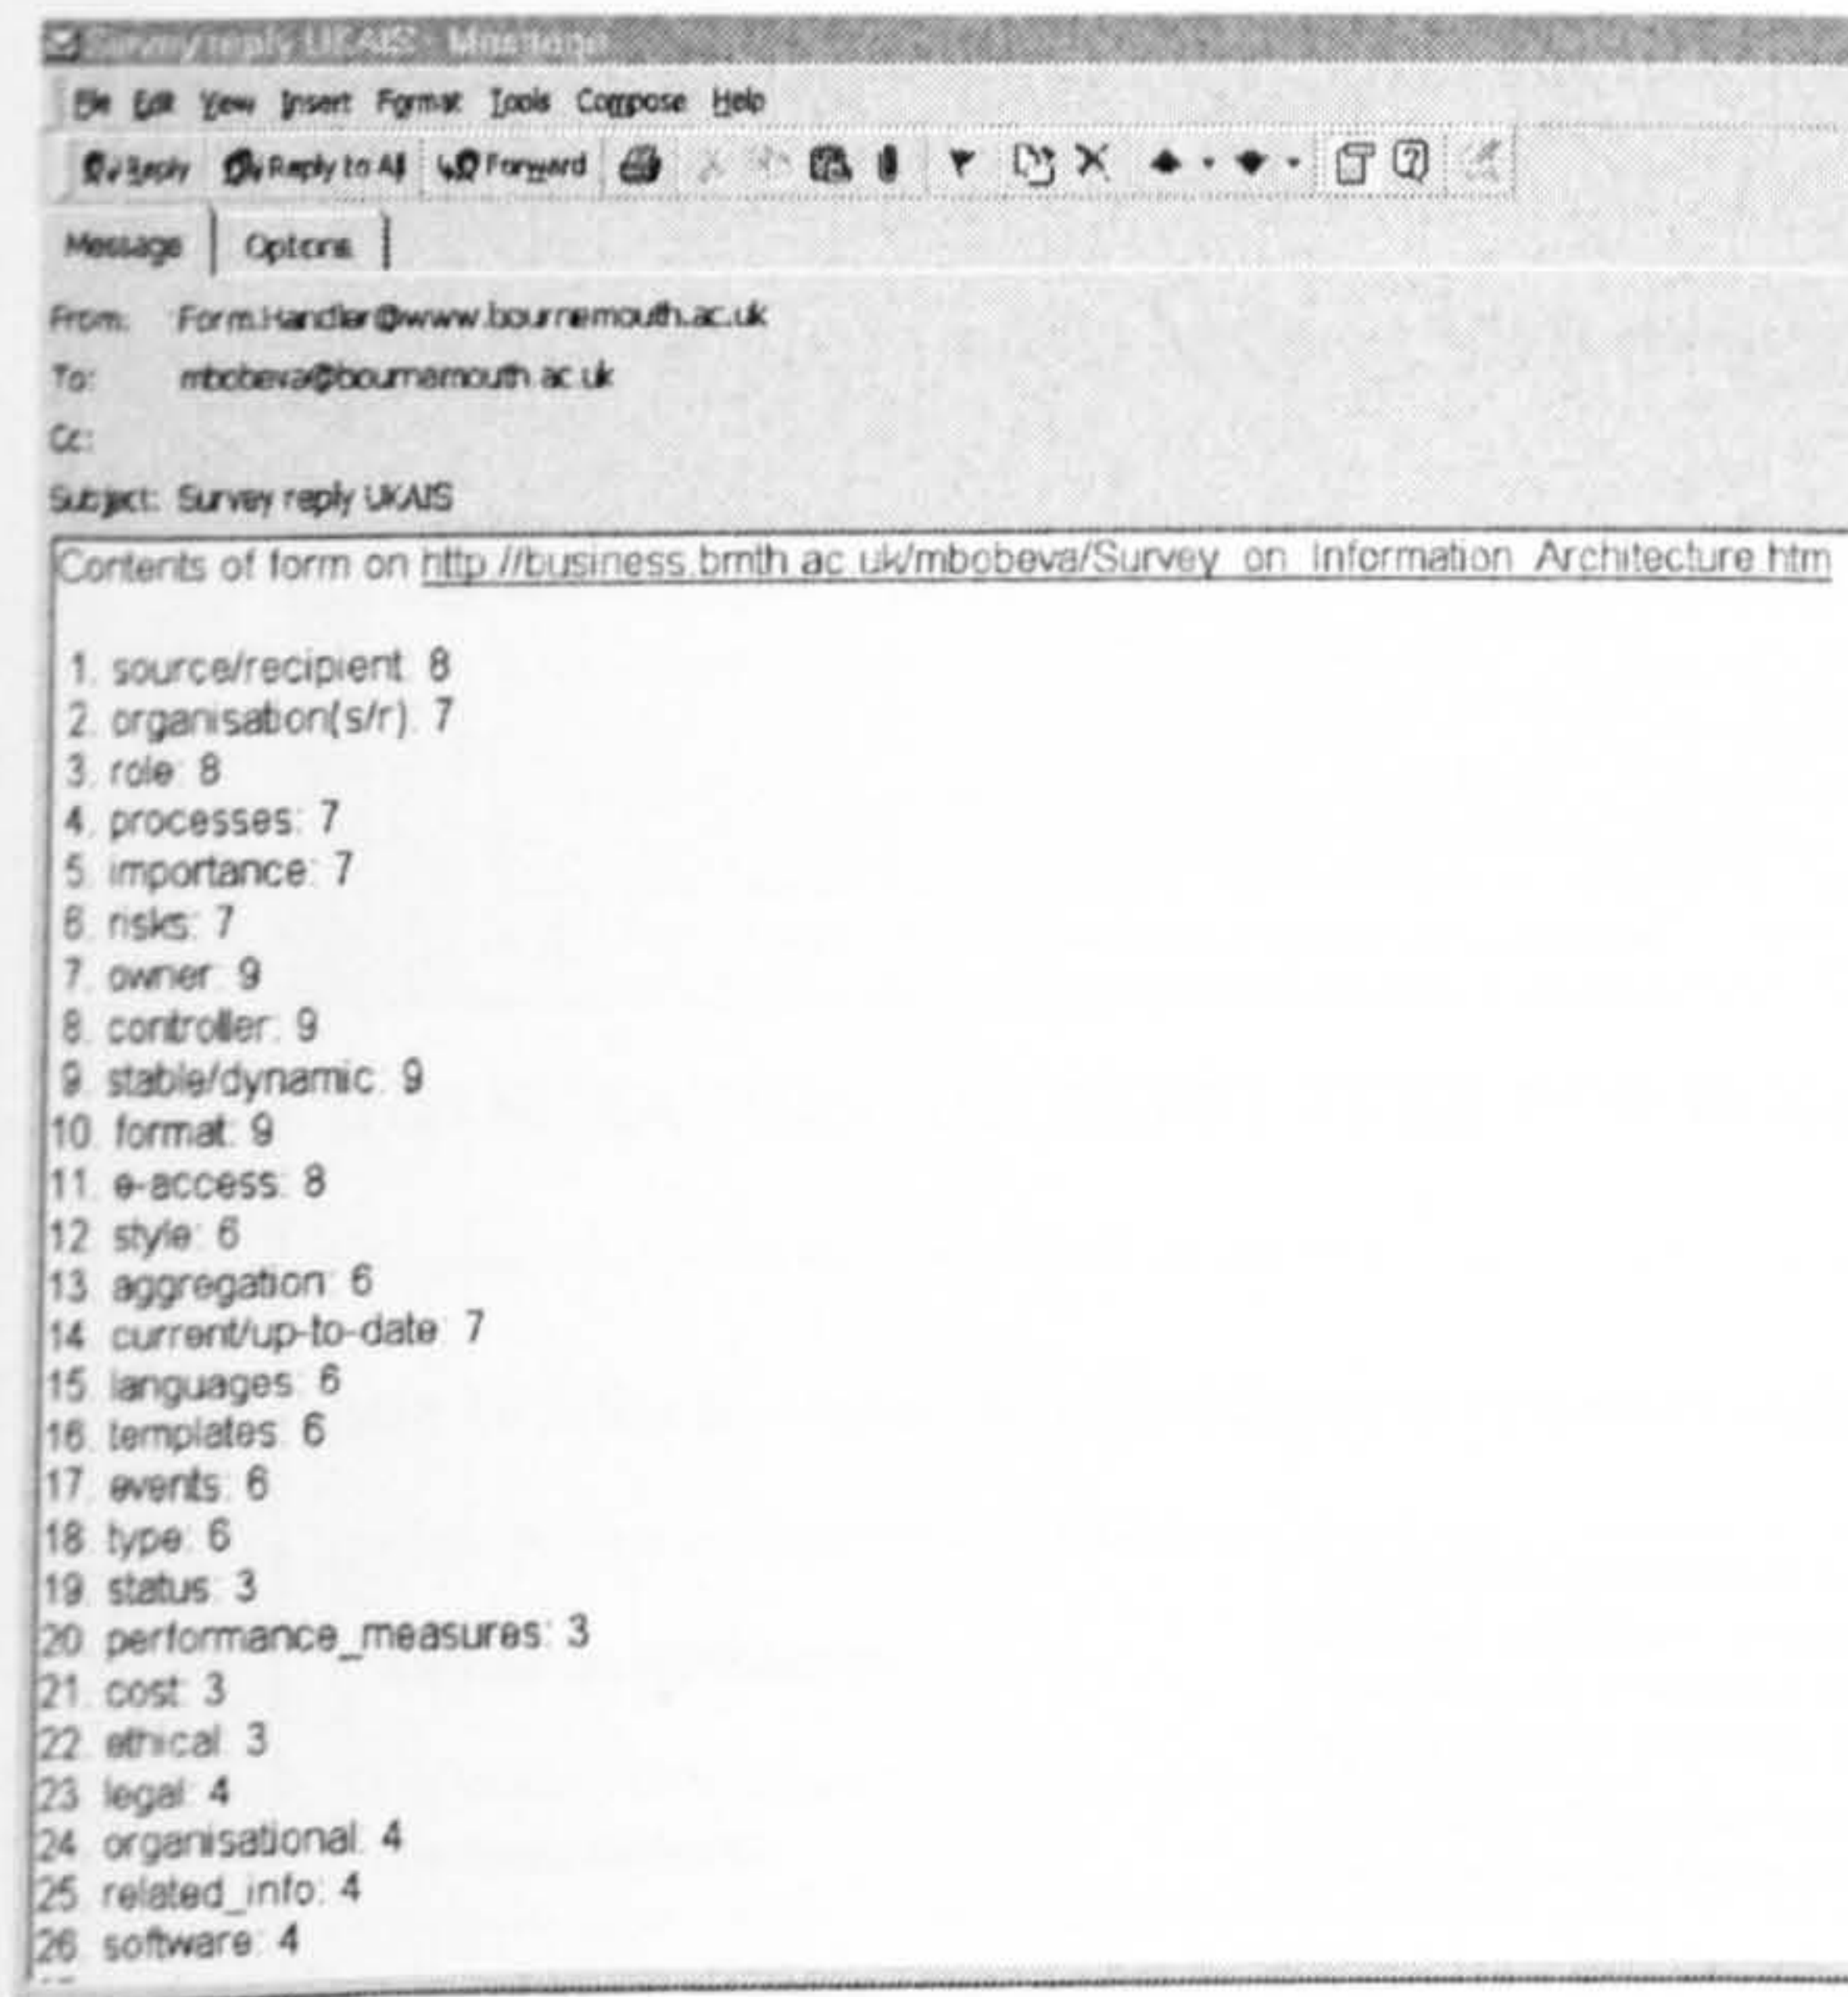 Survey reply UKAIS - Message
File Edit View Insert Format Tools Compose Help
Reply Reply to All Forward
Message Options
From: Form.Handler@www.bournemouth.ac.uk
To: mbobeva@bournemouth.ac.uk
Cc:
Subject: Survey reply UKAIS
Contents of form on http://business.bmth.ac.uk/mbobeva/Survey_on_Information_Architecture.htm
1. source/recipient: 8
2. organisation(s/r): 7
3. role: 8
4. processes: 7
5. importance: 7
6. risks: 7
7. owner: 9
8. controller: 9
9. stable/dynamic: 9
10. format: 9
11. e-access: 8
12. style: 6
13. aggregation: 6
14. current/up-to-date: 7
15. languages: 6
16. templates: 6
17. events: 6
18. type: 6
19. status: 3
20. performance_measures: 3
21. cost: 3
22. ethical: 3
23. legal: 4
24. organisational: 4
25. related_info: 4
26. software: 4